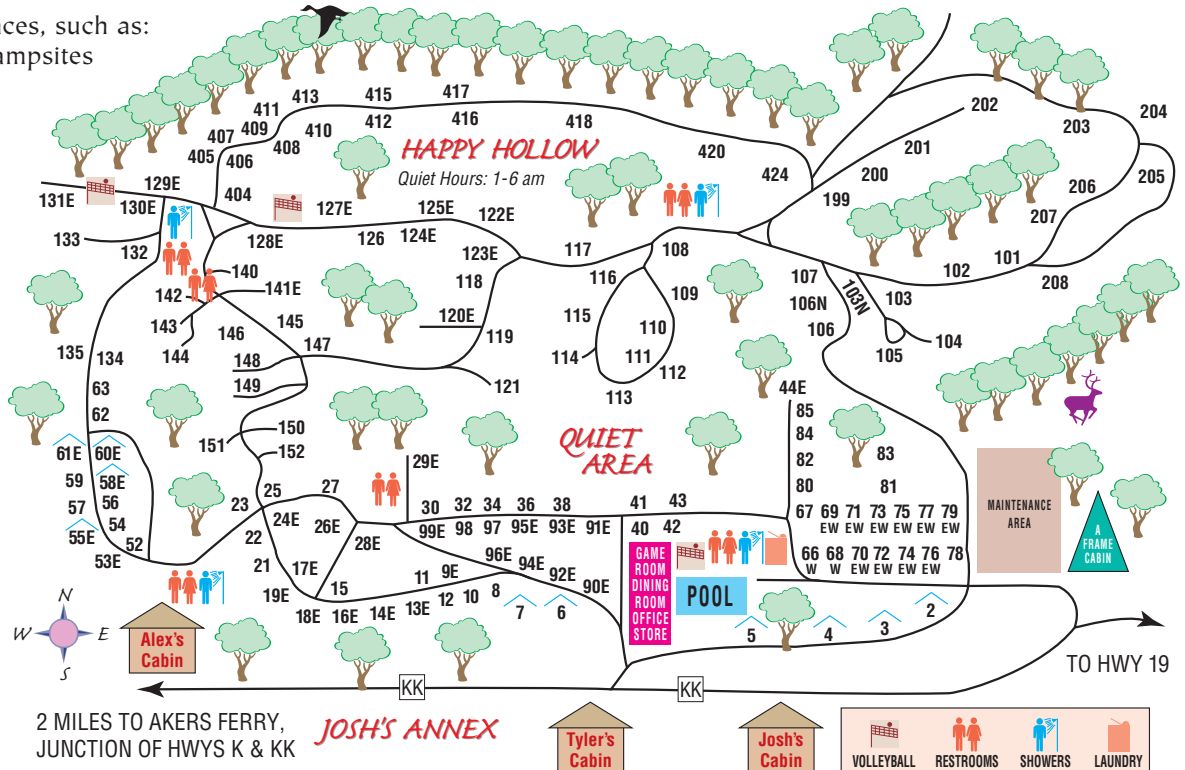 nces, such as:
ampsites
413 415 417
411
409 410 412 416 418
407 408
405 406
404
420
424
202
204
203
201
200
199
205
206
207
HAPPY HOLLOW
Quiet Hours: 1-6 am
129E
131E 130E
127E
125E
122E
133
132
128E
126
124E
123E
117
108
101
102
208
140
118
116
107
103N
103
142 141E
109
106N
143
146 145
120E
115
110
106
104
144
119
105
135 134
147
114
111
112
148
149
121
113
63
62
44E
61E 60E
150
151
152
QUIET
AREA
85
84
83
82
81
80
59 58E
57 56
55E 54
53E 52
29E
23 25 27
24E 26E
22
28E
30 32 34 36 38 41 43
99E 98 97 95E 93E 91E 40 42
67 69 71 73 75 77 79
EW EW EW EW EW EW
66 68 70 72 74 76 78
W W EW EW EW EW
MAINTENANCE
AREA
A
FRAME
CABIN
21
17E
19E
15
18E 16E 14E 13E
11 9E
12 10 8
96E
94E
92E
90E
7 6
GAME
ROOM
DINING
ROOM
OFFICE
STORE
POOL
5 4 3 2
N
W E
S
Alex's
Cabin
KK
KK
TO HWY 19
2 MILES TO AKERS FERRY,
JUNCTION OF HWYS K & KK
JOSH'S ANNEX
Tyler's
Cabin
Josh's
Cabin
VOLLEYBALL RESTROOMS SHOWERS LAUNDRY